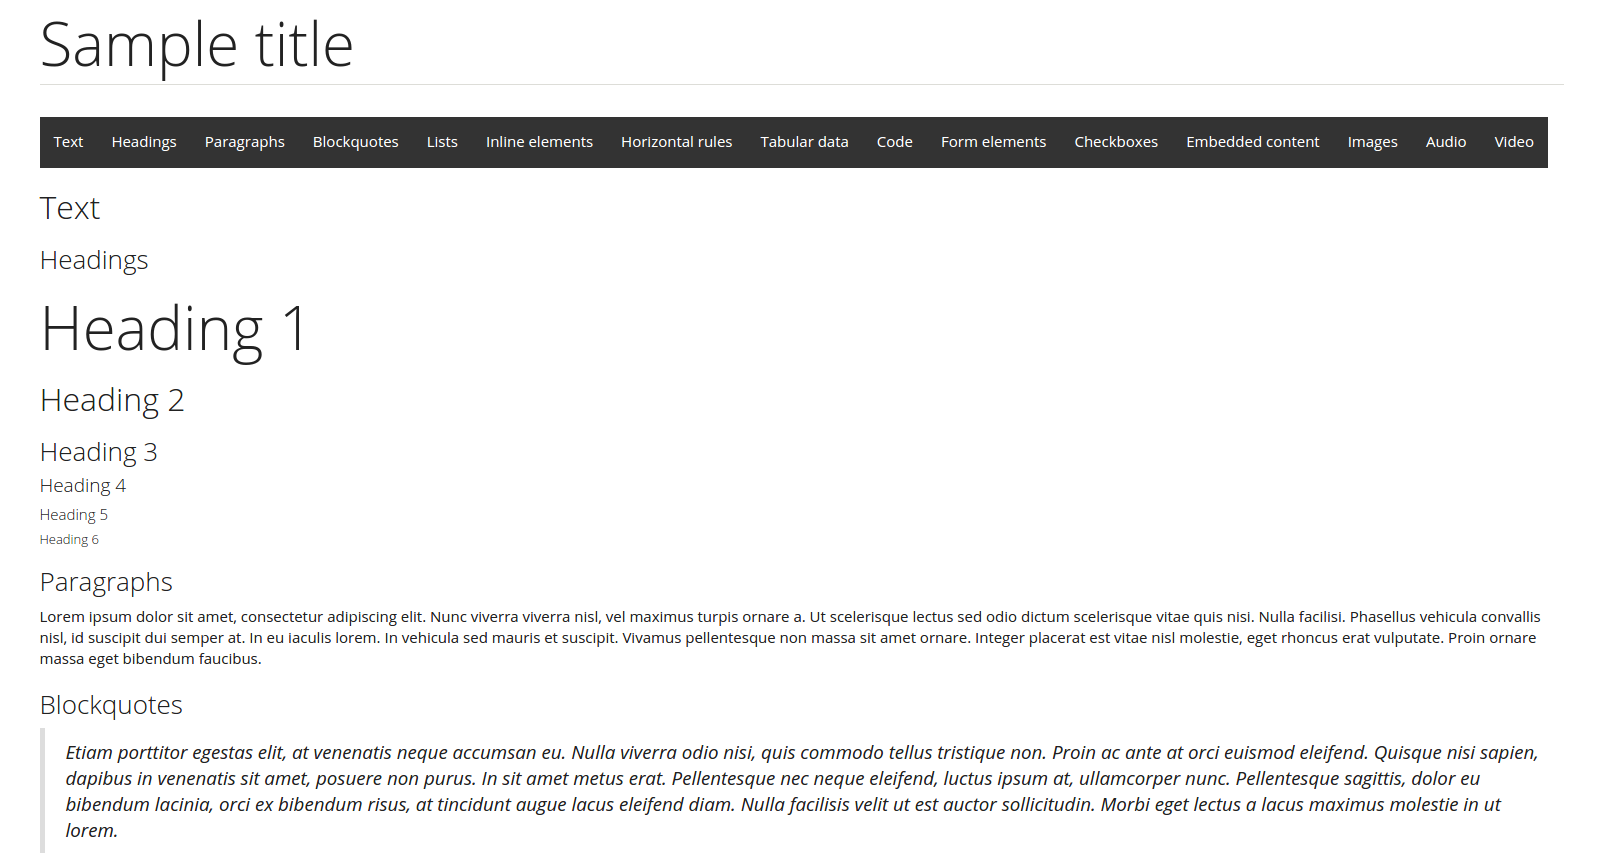 Sample title
Text Headings Paragraphs Blockquotes Lists Inline elements Horizontal rules Tabular data Code Form elements Checkboxes Embedded content Images Audio Video
Text
Headings
Heading 1
Heading 2
Heading 3
Heading 4
Heading 5
Heading 6
Paragraphs
Lorem ipsum dolor sit amet, consectetur adipiscing elit. Nunc viverra viverra nisl, vel maximus turpis ornare a. Ut scelerisque lectus sed odio dictum scelerisque vitae quis nisi. Nulla facilisi. Phasellus vehicula convallis
nisl, id suscipit dui semper at. In eu iaculis lorem. In vehicula sed mauris et suscipit. Vivamus pellentesque non massa sit amet ornare. Integer placerat est vitae nisl molestie, eget rhoncus erat vulputate. Proin ornare
massa eget bibendum faucibus.
Blockquotes
Etiam porttitor egestas elit, at venenatis neque accumsan eu. Nulla viverra odio nisi, quis commodo tellus tristique non. Proin ac ante at orci euismod eleifend. Quisque nisi sapien,
dapibus in venenatis sit amet, posuere non purus. In sit amet metus erat. Pellentesque nec neque eleifend, luctus ipsum at, ullamcorper nunc. Pellentesque sagittis, dolor eu
bibendum lacinia, orci ex bibendum risus, at tincidunt augue lacus eleifend diam. Nulla facilisis velit ut est auctor sollicitudin. Morbi eget lectus a lacus maximus molestie in ut
lorem.